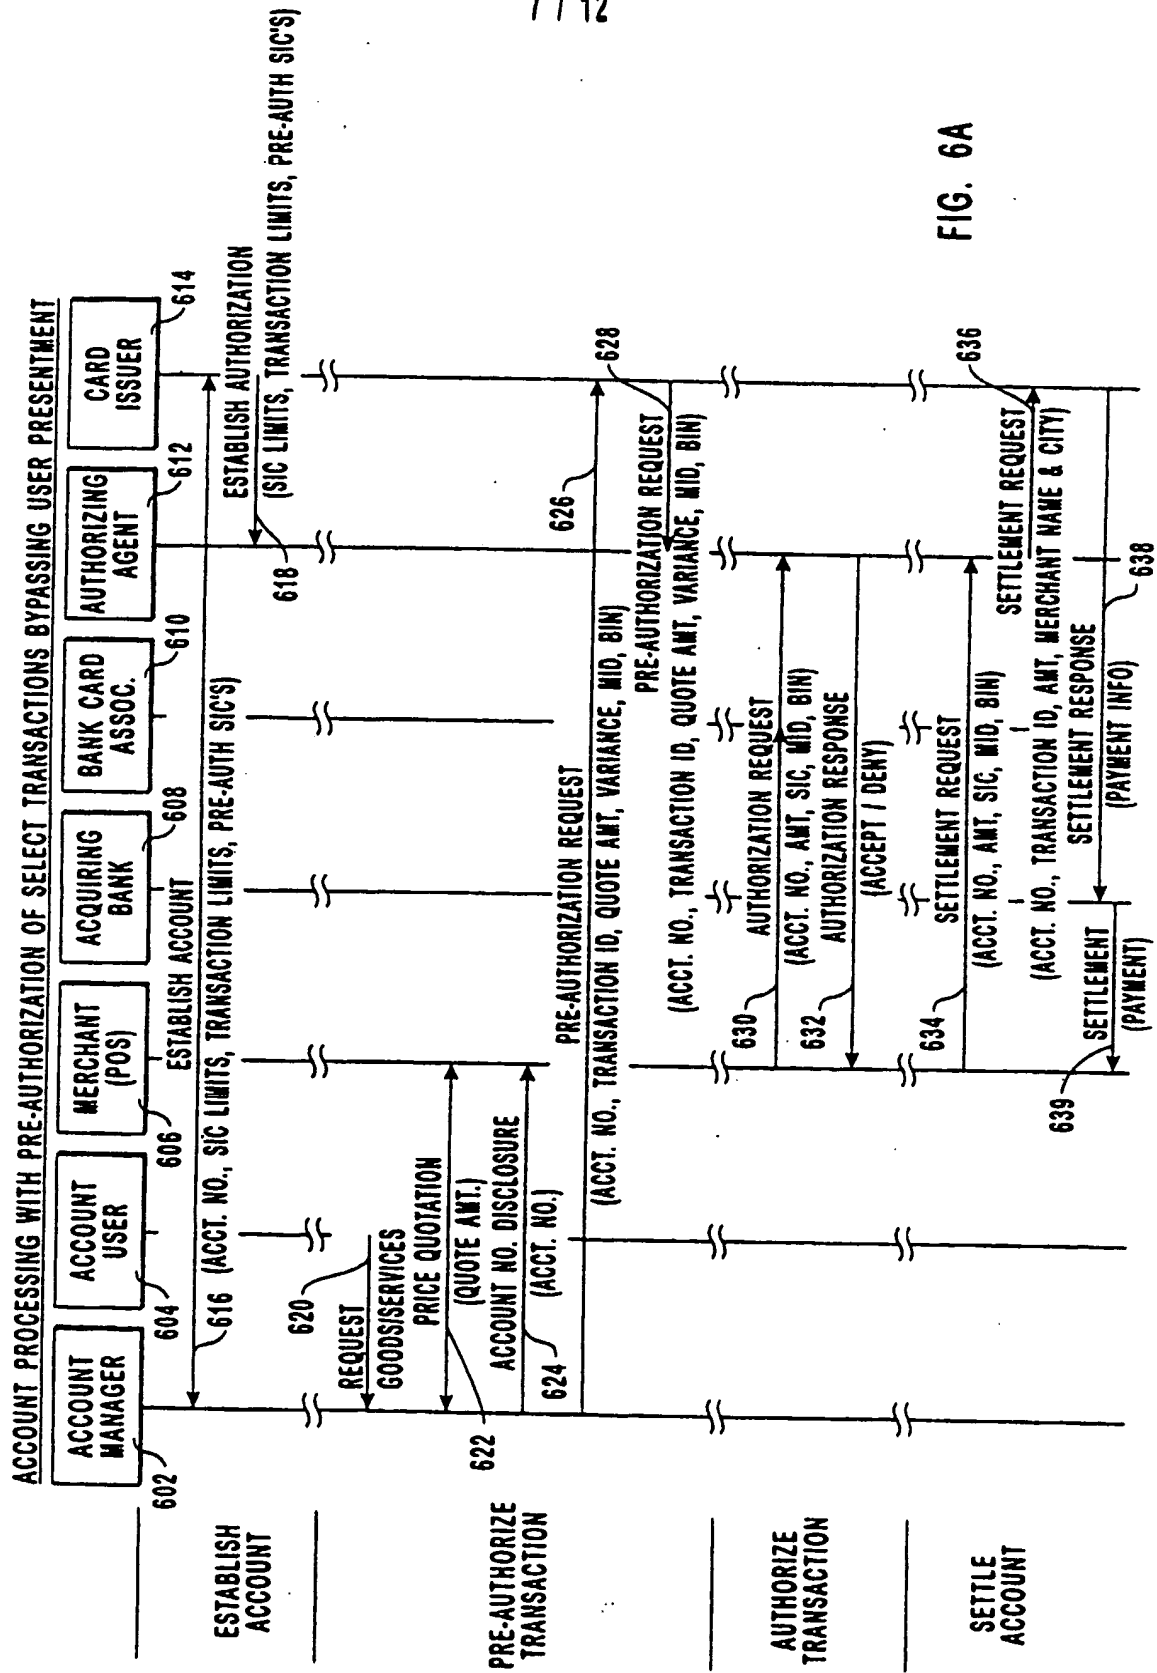 7 / 12
ACCOUNT PROCESSING WITH PRE-AUTHORIZATION OF SELECT TRANSACTIONS BYPASSING USER PRESENTMENT
ACCOUNT
MANAGER
602
ACCOUNT
USER
604
MERCHANT
(POS)
606
ACQUIRING
BANK
608
BANK CARD
ASSOC.
610
AUTHORIZING
AGENT
612
CARD
ISSUER
614
ESTABLISH
ACCOUNT
ESTABLISH ACCOUNT
616
(ACCT. NO., SIC LIMITS, TRANSACTION LIMITS, PRE-AUTH SIC'S)
ESTABLISH AUTHORIZATION
(SIC LIMITS, TRANSACTION LIMITS, PRE-AUTH SIC'S)
618
PRE-AUTHORIZE
TRANSACTION
620
REQUEST
GOODS/SERVICES
PRICE QUOTATION
(QUOTE AMT.)
622
ACCOUNT NO. DISCLOSURE
(ACCT. NO.)
624
PRE-AUTHORIZATION REQUEST
626
(ACCT. NO., TRANSACTION ID, QUOTE AMT, VARIANCE, MID, BIN)
628
PRE-AUTHORIZATION REQUEST
(ACCT. NO., TRANSACTION ID, QUOTE AMT, VARIANCE, MID, BIN)
AUTHORIZE
TRANSACTION
630
AUTHORIZATION REQUEST
(ACCT. NO., AMT, SIC, MID, BIN)
632
AUTHORIZATION RESPONSE
(ACCEPT / DENY)
SETTLE
ACCOUNT
634
SETTLEMENT REQUEST
(ACCT. NO., AMT, SIC, MID, BIN)
636
SETTLEMENT REQUEST
(ACCT. NO., TRANSACTION ID, AMT, MERCHANT NAME & CITY)
SETTLEMENT RESPONSE
(PAYMENT INFO)
638
SETTLEMENT
(PAYMENT)
639
FIG. 6A